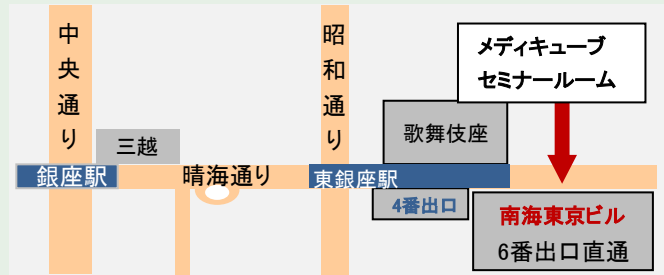 中央通り
昭和通り
メディキューブ
セミナールーム
三越
歌舞伎座
銀座駅
晴海通り
東銀座駅
4番出口
南海東京ビル
6番出口直通